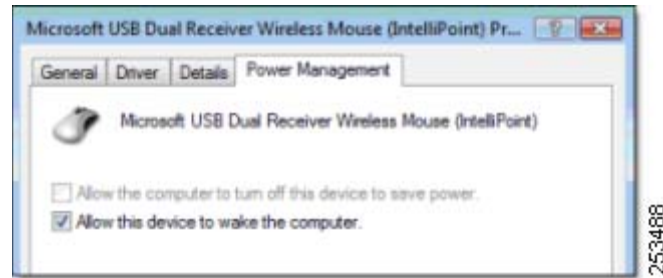 Microsoft USB Dual Receiver Wireless Mouse (IntelliPoint) Pr...
General Driver Details Power Management
Microsoft USB Dual Receiver Wireless Mouse (IntelliPoint)
Allow the computer to turn off this device to save power.
Allow this device to wake the computer.
253488